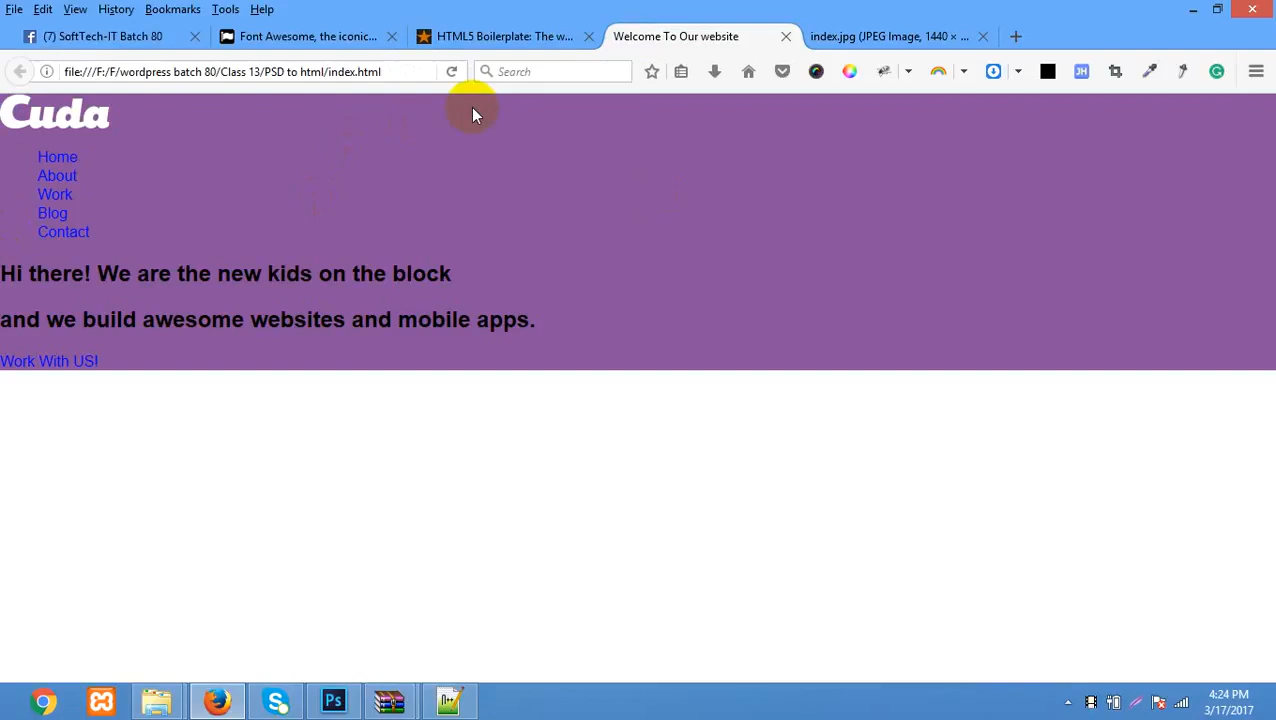 File Edit View History Bookmarks Tools Help
(7) SoftTech-IT Batch 80
Font Awesome, the iconic...
HTML5 Boilerplate: The w...
Welcome To Our website
index.jpg (JPEG Image, 1440 × ...
file:///F:/F/wordpress batch 80/Class 13/PSD to html/index.html
Search
JH
Cuda
Home
About
Work
Blog
Contact
Hi there! We are the new kids on the block
and we build awesome websites and mobile apps.
Work With US!
Ps
4:24 PM
3/17/2017